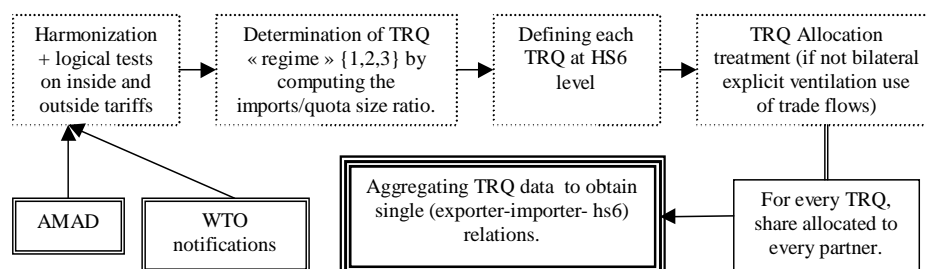 Harmonization
+ logical tests
on inside and
outside tariffs
Determination of TRQ
« regime » {1,2,3} by
computing the
imports/quota size ratio.
Defining each
TRQ at HS6
level
TRQ Allocation
treatment (if not bilateral
explicit ventilation use
of trade flows)
AMAD
WTO
notifications
Aggregating TRQ data  to obtain
single (exporter-importer- hs6)
relations.
For every TRQ,
share allocated to
every partner.